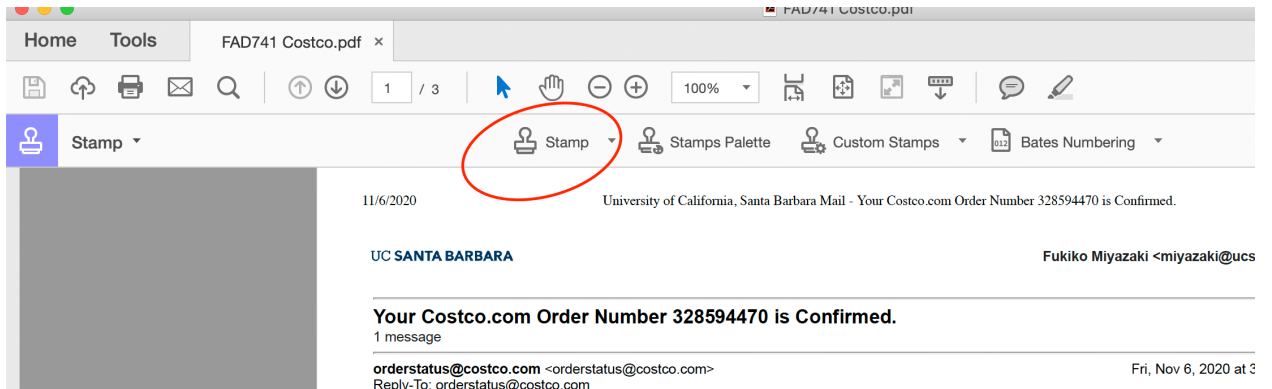 FAD741 Costco.pdf
Home Tools FAD741 Costco.pdf ×
1 / 3 100%
Stamp Stamp Stamps Palette Custom Stamps 012 Bates Numbering
11/6/2020 University of California, Santa Barbara Mail - Your Costco.com Order Number 328594470 is Confirmed.
UC SANTA BARBARA Fukiko Miyazaki <miyazaki@ucs
Your Costco.com Order Number 328594470 is Confirmed.
1 message
orderstatus@costco.com <orderstatus@costco.com> Fri, Nov 6, 2020 at 3
Reply-To: orderstatus@costco.com